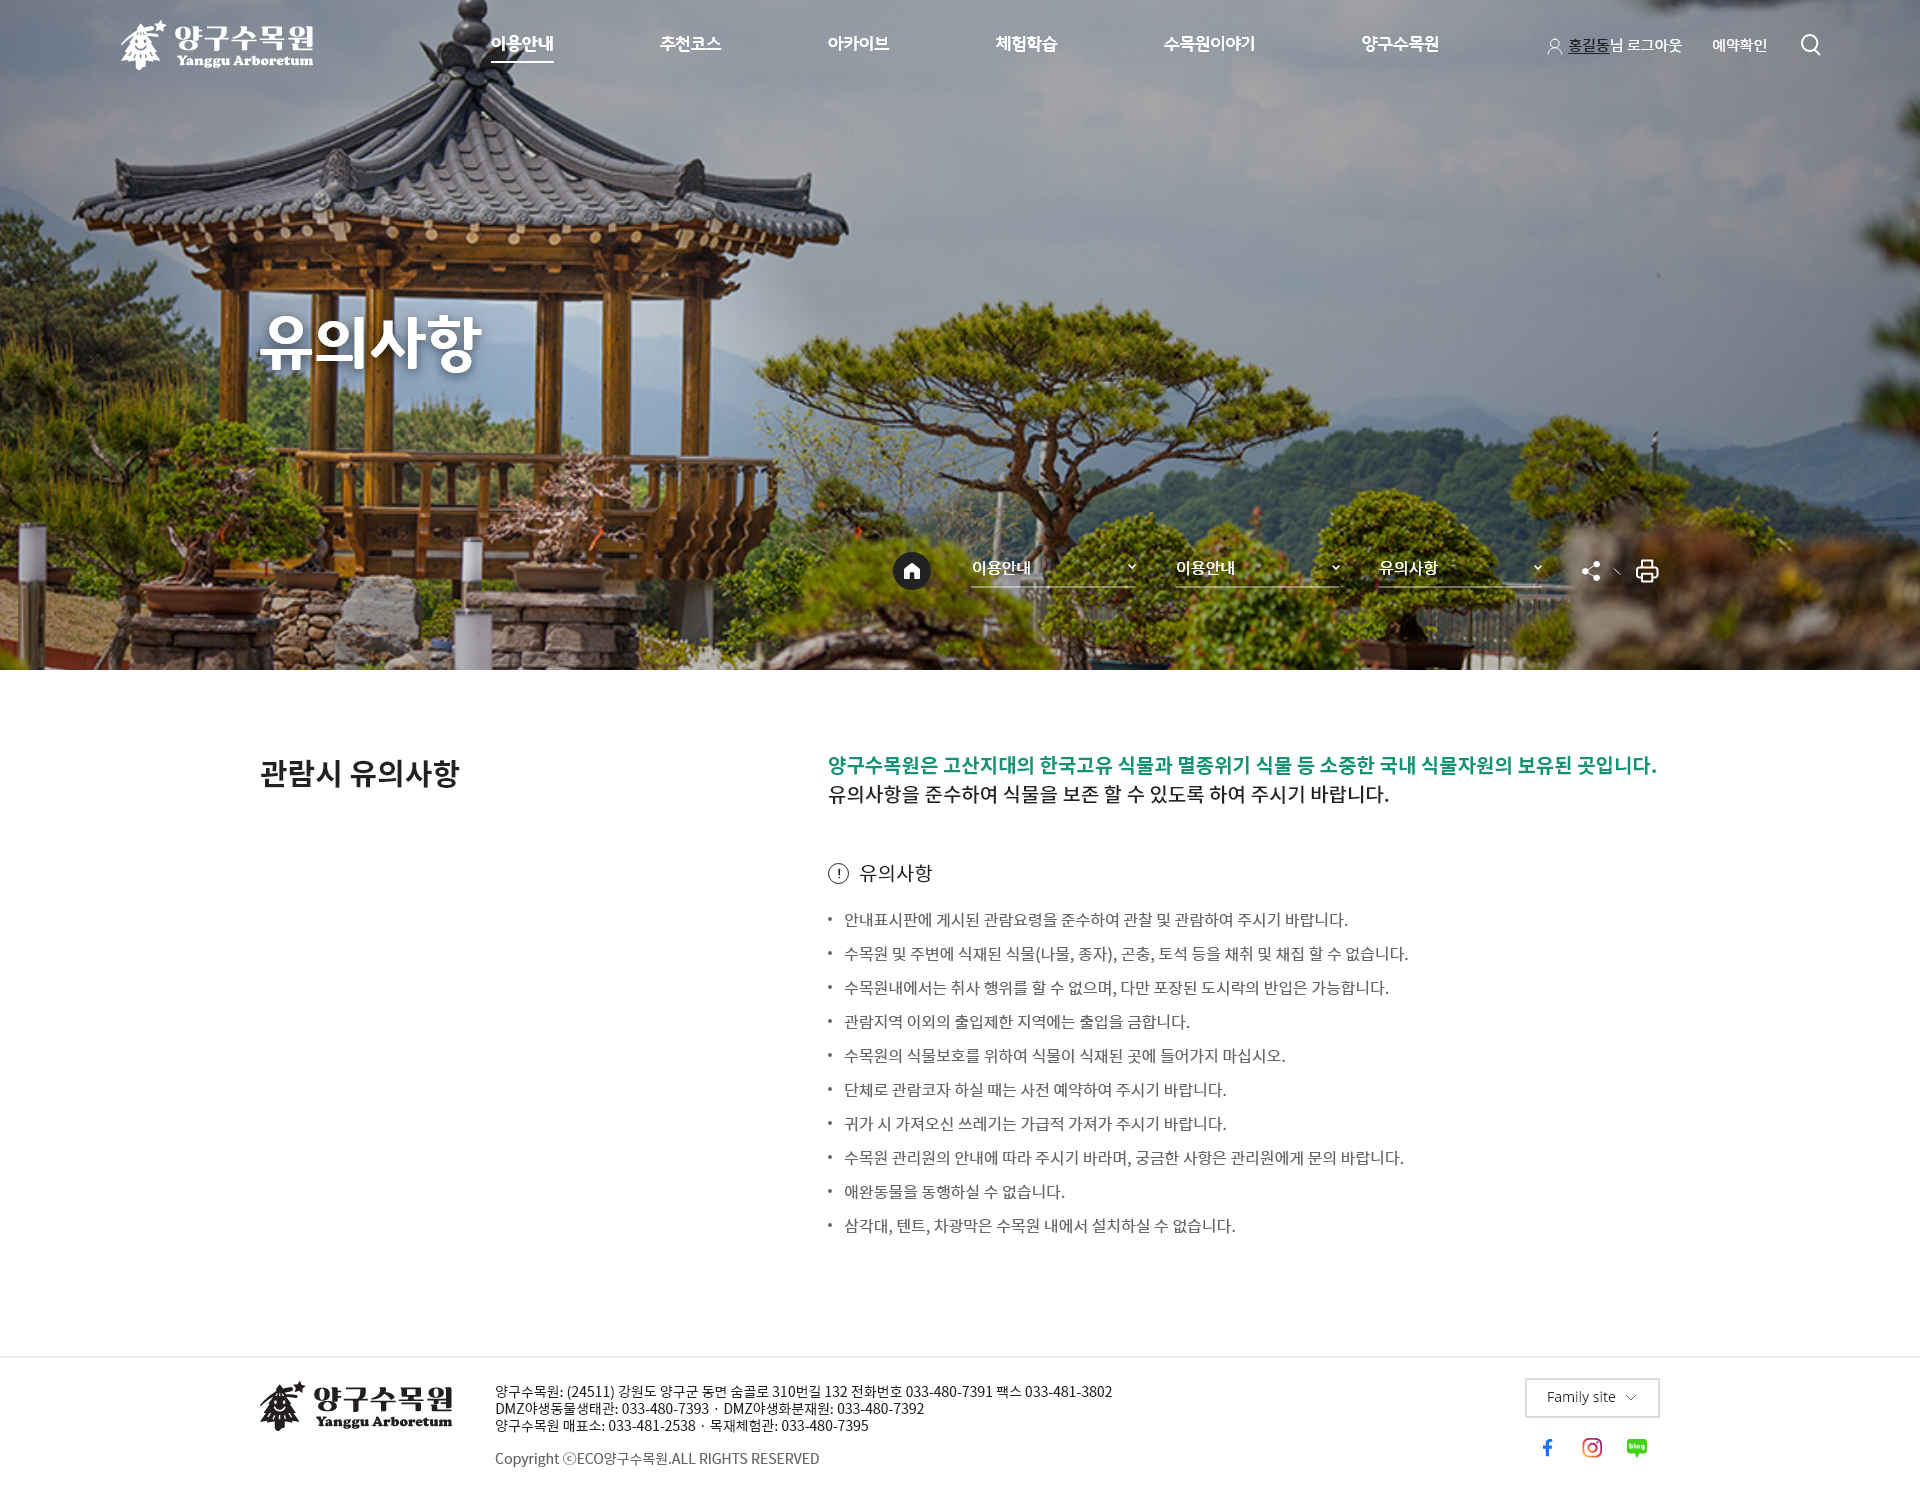 양구수목원
Yanggu Arboretum
이용안내
추천코스
아카이브
체험학습
수목원이야기
양구수목원
홍길동님 로그아웃
예약확인
유의사항
이용안내
이용안내
유의사항
관람시 유의사항
양구수목원은 고산지대의 한국고유 식물과 멸종위기 식물 등 소중한 국내 식물자원의 보유된 곳입니다.
유의사항을 준수하여 식물을 보존 할 수 있도록 하여 주시기 바랍니다.
유의사항
안내표시판에 게시된 관람요령을 준수하여 관찰 및 관람하여 주시기 바랍니다.
수목원 및 주변에 식재된 식물(나물, 종자), 곤충, 토석 등을 채취 및 채집 할 수 없습니다.
수목원내에서는 취사 행위를 할 수 없으며, 다만 포장된 도시락의 반입은 가능합니다.
관람지역 이외의 출입제한 지역에는 출입을 금합니다.
수목원의 식물보호를 위하여 식물이 식재된 곳에 들어가지 마십시오.
단체로 관람코자 하실 때는 사전 예약하여 주시기 바랍니다.
귀가 시 가져오신 쓰레기는 가급적 가져가 주시기 바랍니다.
수목원 관리원의 안내에 따라 주시기 바라며, 궁금한 사항은 관리원에게 문의 바랍니다.
애완동물을 동행하실 수 없습니다.
삼각대, 텐트, 차광막은 수목원 내에서 설치하실 수 없습니다.
양구수목원
Yanggu Arboretum
양구수목원: (24511) 강원도 양구군 동면 숨골로 310번길 132 전화번호 033-480-7391 팩스 033-481-3802
DMZ야생동물생태관: 033-480-7393 · DMZ야생화분재원: 033-480-7392
양구수목원 매표소: 033-481-2538 · 목재체험관: 033-480-7395
Copyright ⓒECO양구수목원.ALL RIGHTS RESERVED
Family site
blog